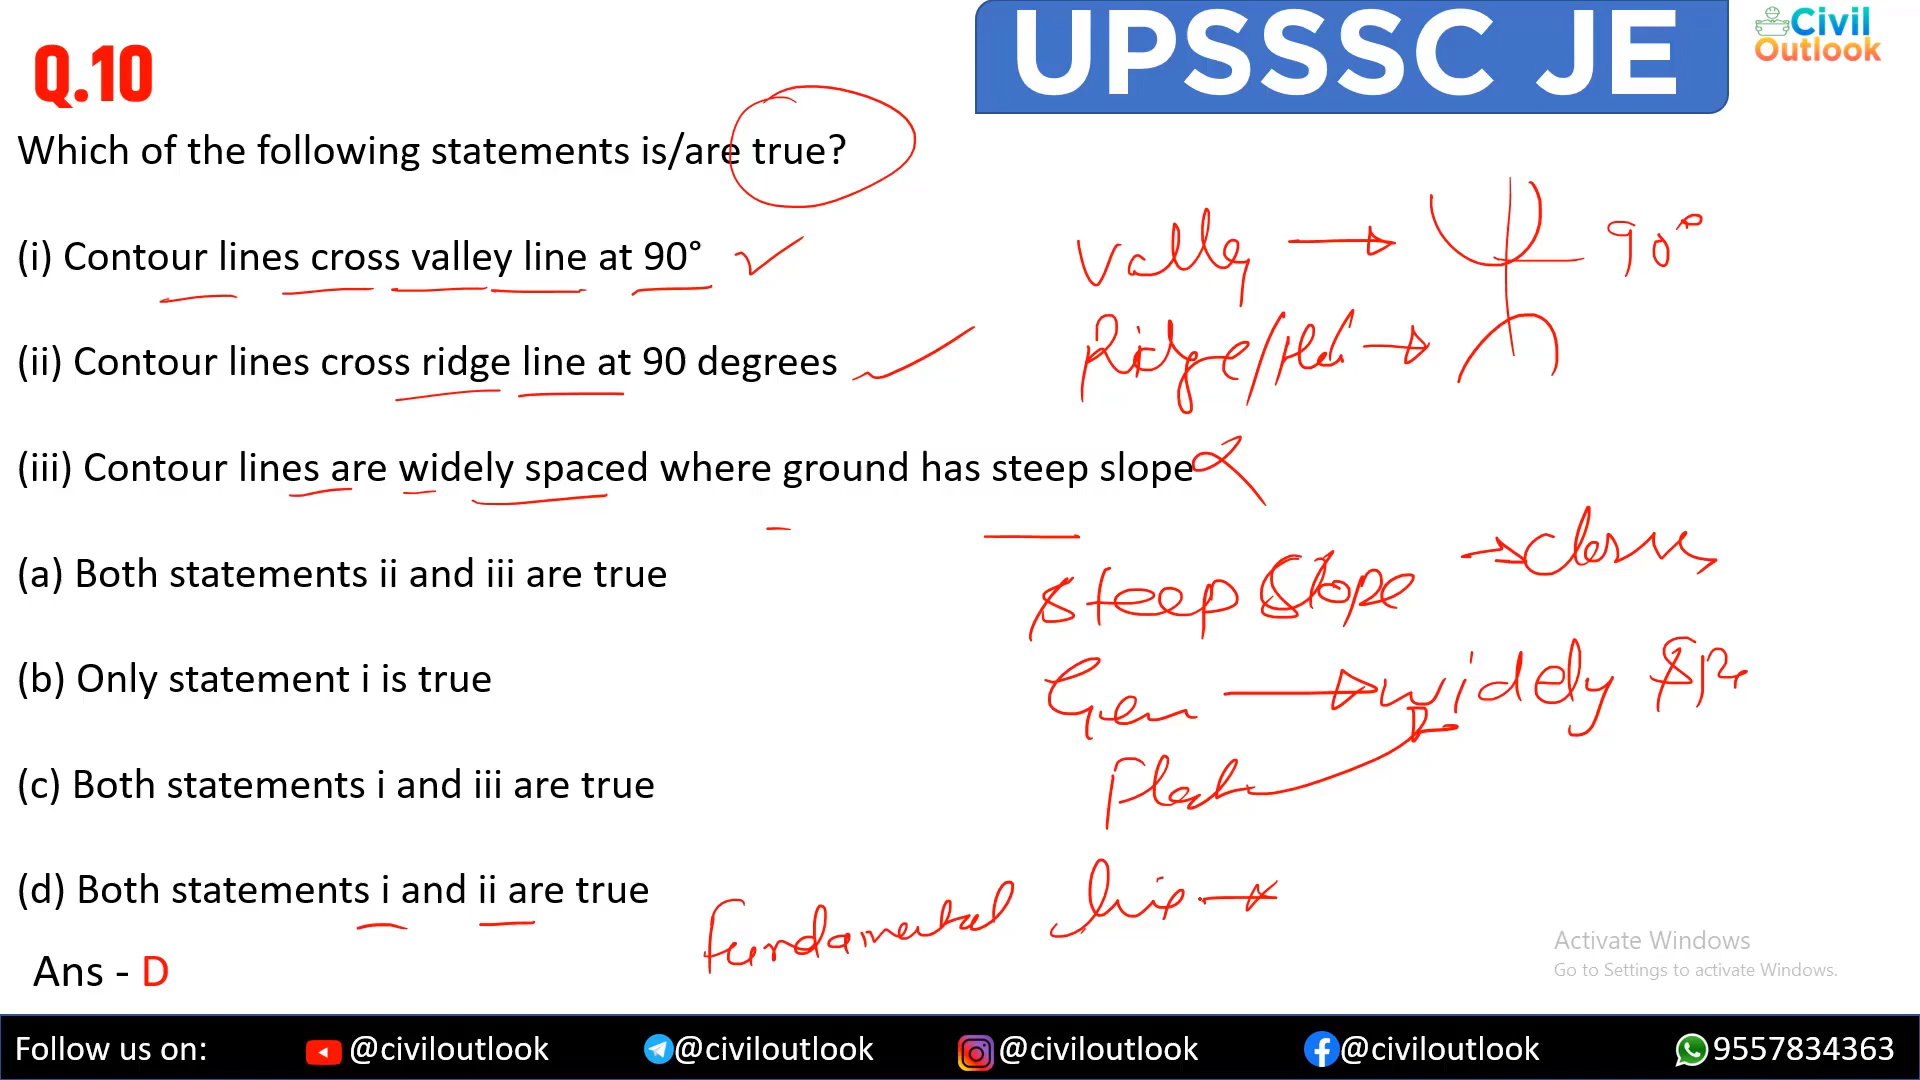 UPSSSC JE
Civil
Outlook
Q.10
Which of the following statements is/are true?
(i) Contour lines cross valley line at 90°
(ii) Contour lines cross ridge line at 90 degrees
(iii) Contour lines are widely spaced where ground has steep slope
(a) Both statements ii and iii are true
(b) Only statement i is true
(c) Both statements i and iii are true
(d) Both statements i and ii are true
Ans - D
Valley → 90°
Ridge/
Steep Slope →
Gen → widely
Fundamental line
Activate Windows
Go to Settings to activate Windows.
Follow us on: @civiloutlook @civiloutlook @civiloutlook @civiloutlook 9557834363